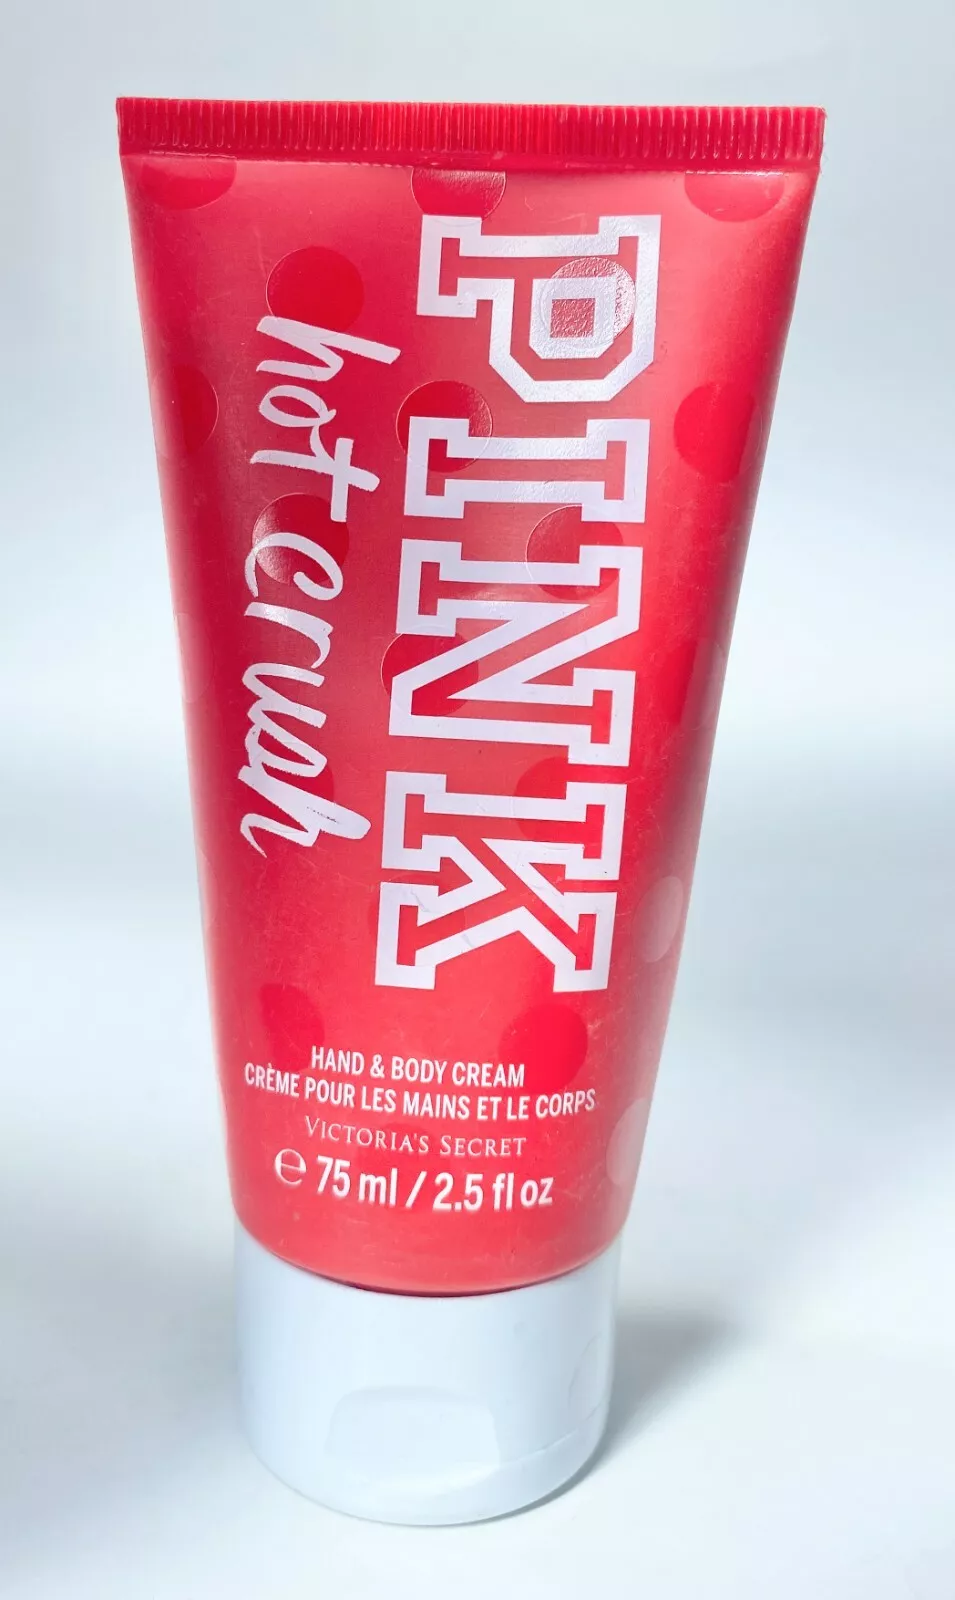 PINK
hot crush
HAND & BODY CREAM
CRÈME POUR LES MAINS ET LE CORPS
VICTORIA'S SECRET
℮ 75 ml / 2.5 fl oz